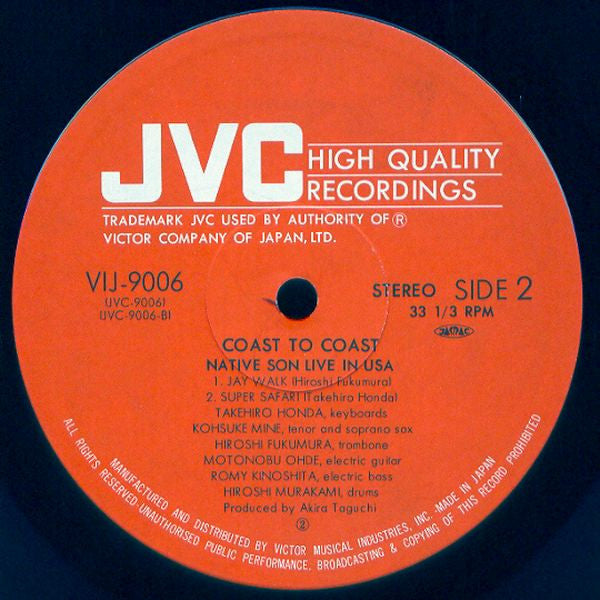 JVC
HIGH QUALITY
RECORDINGS
TRADEMARK JVC USED BY AUTHORITY OF Ⓡ
VICTOR COMPANY OF JAPAN, LTD.
VIJ-9006
(JVC-9006)
(JVC-9006-B)
STEREO SIDE 2
33 1/3 RPM
JASRAC
COAST TO COAST
NATIVE SON LIVE IN USA
1. JAY WALK (Hiroshi Fukumura)
2. SUPER SAFARI (Takehiro Honda)
TAKEHIRO HONDA, keyboards
KOHSUKE MINE, tenor and soprano sax
HIROSHI FUKUMURA, trombone
MOTONOBU OHDE, electric guitar
ROMY KINOSHITA, electric bass
HIROSHI MURAKAMI, drums
Produced by Akira Taguchi
②
MANUFACTURED AND DISTRIBUTED BY VICTOR MUSICAL INDUSTRIES, INC.-MADE IN JAPAN
ALL RIGHTS RESERVED-UNAUTHORISED PUBLIC PERFORMANCE, BROADCASTING & COPYING OF THIS RECORD PROHIBITED